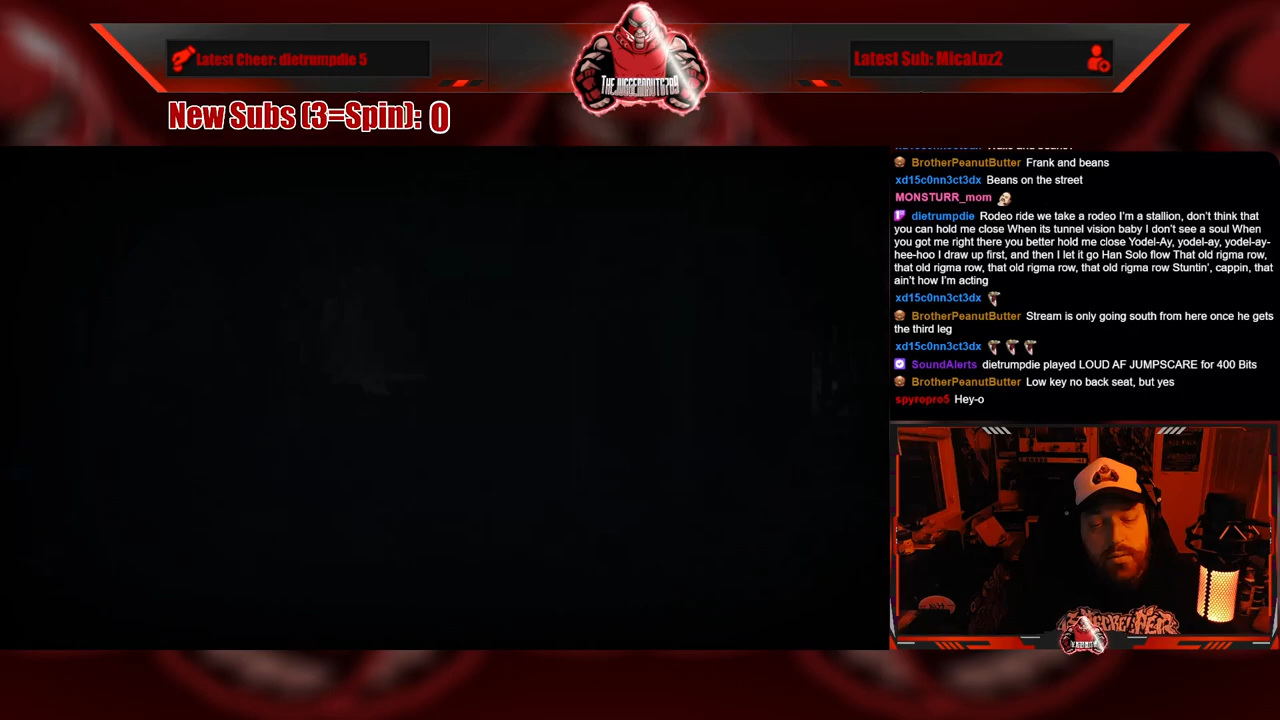 Latest Cheer: dietrumpdie 5
THEJUGGERNAUT6789
Latest Sub: MicaLuz2
New Subs (3=Spin): 0
BrotherPeanutButter Frank and beans
xd15c0nn3ct3dx Beans on the street
MONSTURR_mom
dietrumpdie Rodeo ride we take a rodeo I'm a stallion, don't think that
you can hold me close When its tunnel vision baby I don't see a soul When
you got me right there you better hold me close Yodel-Ay, yodel-ay, yodel-ay-
hee-hoo I draw up first, and then I let it go Han Solo flow That old rigma row,
that old rigma row, that old rigma row, that old rigma row Stuntin', cappin, that
ain't how I'm acting
xd15c0nn3ct3dx
BrotherPeanutButter Stream is only going south from here once he gets
the third leg
xd15c0nn3ct3dx
SoundAlerts dietrumpdie played LOUD AF JUMPSCARE for 400 Bits
BrotherPeanutButter Low key no back seat, but yes
spyropro5 Hey-o